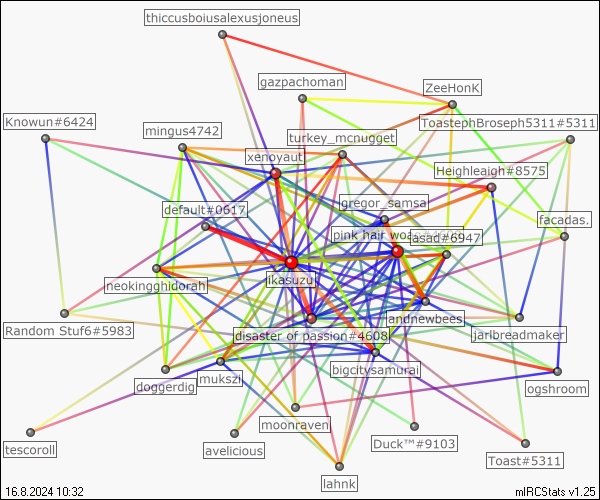 thiccusboiusalexusjoneus
gazpachoman
ZeeHonK
Knowun#6424
mingus4742
ToastephBroseph5311#5311
turkey_mcnugget
xenoyaut
Heighleaigh#8575
gregor_samsa
default#0617
facadas.
pink hair wo
asad#6947
ikasuzu
neokingghidorah
andnewbees
Random Stuf6#5983
disaster of passion#4608
jarlbreadmaker
bigcitysamurai
doggerdig
mukszi
ogshroom
moonraven
tescoroll
avelicious
Duck™#9103
Toast#5311
lahnk
16.8.2024 10:32
mIRCStats v1.25